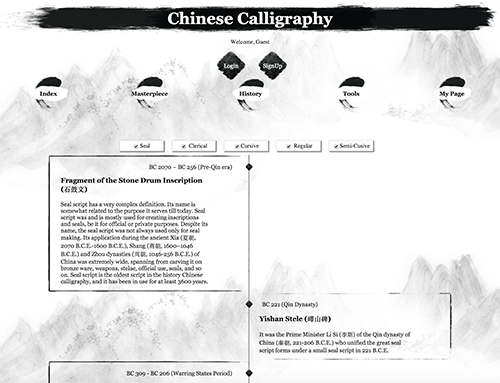 Chinese Calligraphy
Welcome, Guest
Login
SignUp
Index
Masterpiece
History
Tools
My Page
Seal
Clerical
Cursive
Regular
Semi-Cusive
BC 2070 – BC 256 (Pre-Qin era)
Fragment of the Stone Drum Inscription
(石鼓文)
Seal script has a very complex definition. Its name is
somewhat related to the purpose it serves till today. Seal
script was and is mostly used for creating inscriptions
and seals, be it for official or private purposes. Despite its
name, the seal script was not always used only for seal
making. Its application during the ancient Xia (夏朝,
2070 B.C.E.-1600 B.C.E.), Shang (商朝, 1600–1046
B.C.E.) and Zhou dynasties (周朝, 1046-256 B.C.E.) of
China was extremely wide, spanning from carving it on
bronze ware, weapons, stelae, official use, seals, and so
on. Seal script is the oldest script in the history Chinese
calligraphy, and it has been in use for at least 3600 years.
BC 221 (Qin Dynasty)
Yishan Stele (嶧山碑)
It was the Prime Minister Li Si (李斯) of the Qin dynasty of
China (秦朝, 221-206 B.C.E.) who unified the great seal
script forms under a small seal script in 221 B.C.E.
BC 309 - BC 206 (Warring States Period)